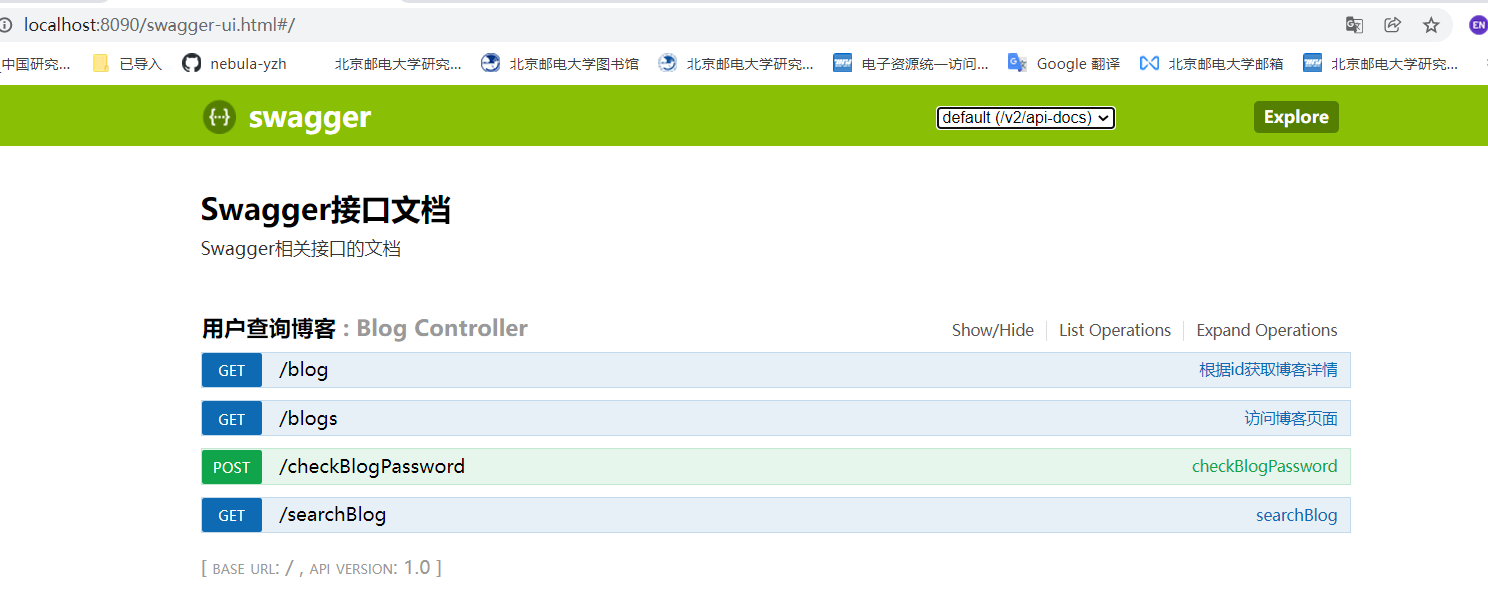 localhost:8090/swagger-ui.html#/
EN
中国研究... 已导入 nebula-yzh 北京邮电大学研究... 北京邮电大学图书馆 北京邮电大学研究... 电子资源统一访问... Google 翻译 北京邮电大学邮箱 北京邮电大学研究...
{···} swagger default (/v2/api-docs) Explore
Swagger接口文档
Swagger相关接口的文档
用户查询博客 : Blog Controller Show/Hide List Operations Expand Operations
GET /blog 根据id获取博客详情
GET /blogs 访问博客页面
POST /checkBlogPassword checkBlogPassword
GET /searchBlog searchBlog
[ BASE URL: / , API VERSION: 1.0 ]